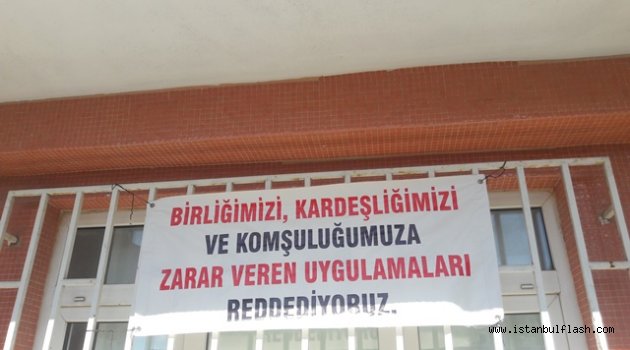 BİRLİĞİMİZİ, KARDEŞLİĞİMİZİ
VE KOMŞULUĞUMUZA
ZARAR VEREN UYGULAMALARI
REDDEDİYORUZ.
www.istanbulflash.com